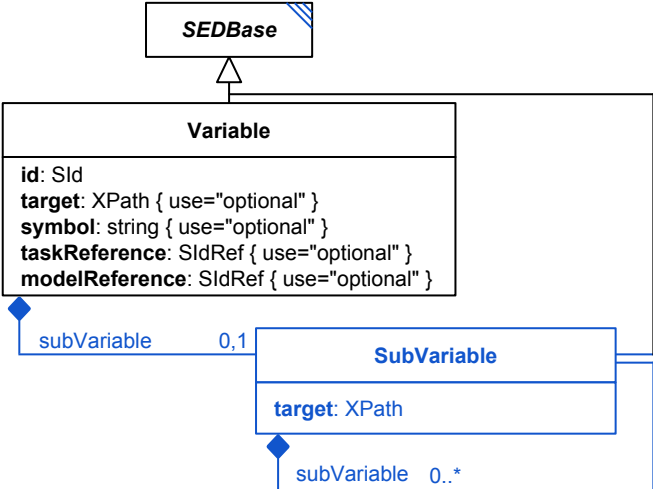 SEDBase
Variable
id: SId
target: XPath { use="optional" }
symbol: string { use="optional" }
taskReference: SIdRef { use="optional" }
modelReference: SIdRef { use="optional" }
subVariable 0,1
SubVariable
target: XPath
subVariable 0..*